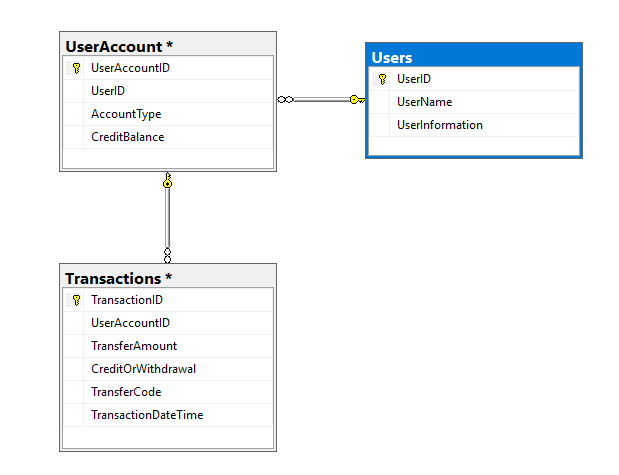 UserAccount *
UserAccountID
UserID
AccountType
CreditBalance
Users
UserID
UserName
UserInformation
Transactions *
TransactionID
UserAccountID
TransferAmount
CreditOrWithdrawal
TransferCode
TransactionDateTime